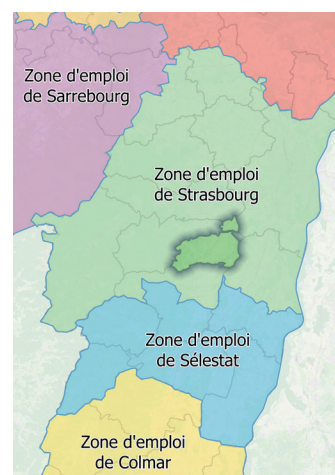 Zone d'emploi
de Sarrebourg
Zone d'emploi
de Strasbourg
Zone d'emploi
de Sélestat
Zone d'emploi
de Colmar